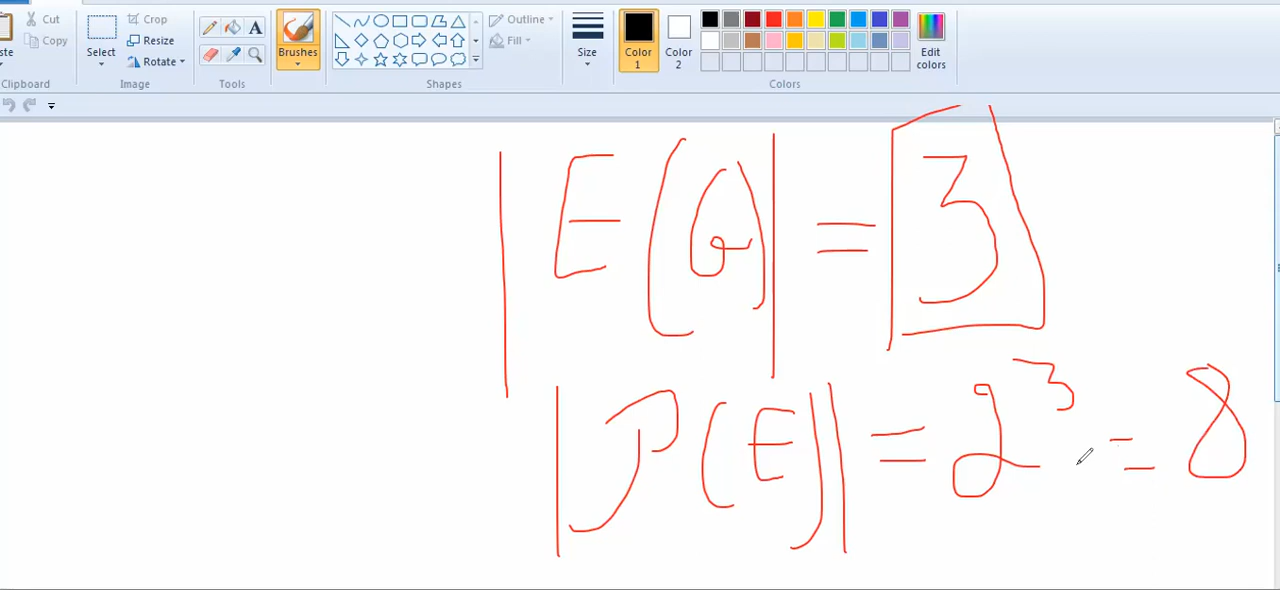 Cut
Crop
Outline
Copy
Resize
Fill
ste
Select
Rotate
Brushes
Size
Color 1
Color 2
Edit colors
Clipboard
Image
Tools
Shapes
Colors
|E(G)| = 3
|P(E)| = 2³ = 8